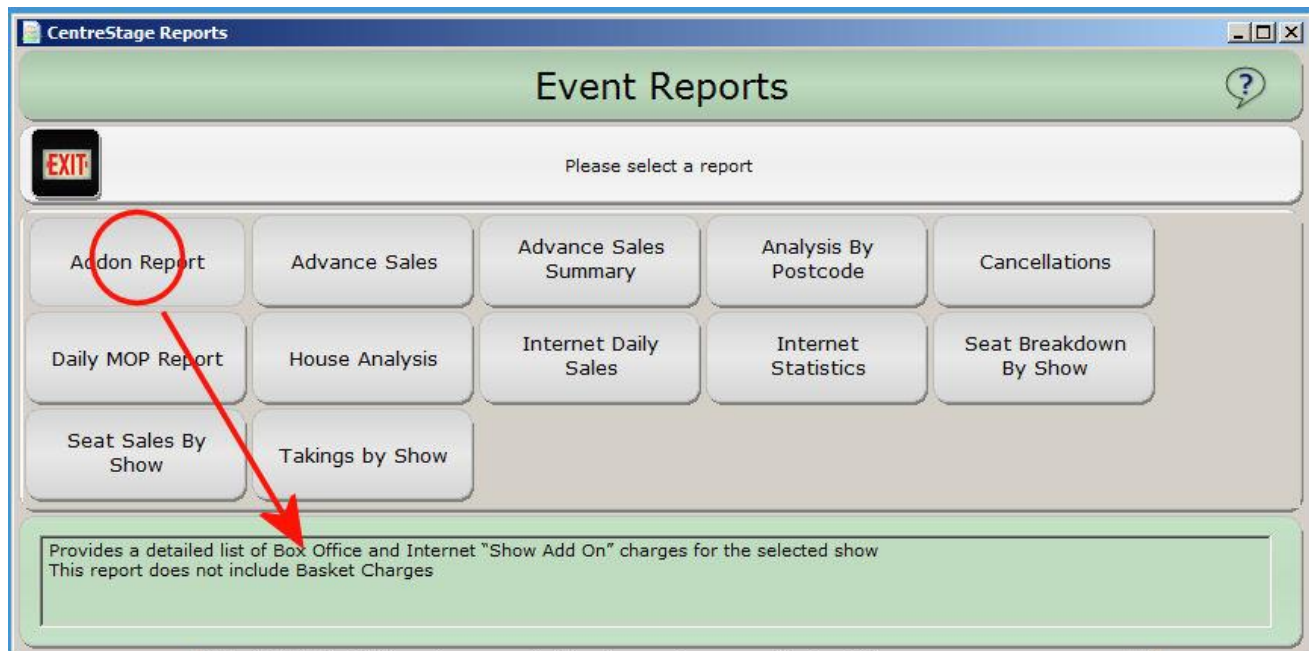 CentreStage Reports
Event Reports
?
EXIT
Please select a report
Addon Report
Advance Sales
Advance Sales
Summary
Analysis By
Postcode
Cancellations
Daily MOP Report
House Analysis
Internet Daily
Sales
Internet
Statistics
Seat Breakdown
By Show
Seat Sales By
Show
Takings by Show
Provides a detailed list of Box Office and Internet “Show Add On” charges for the selected show
This report does not include Basket Charges